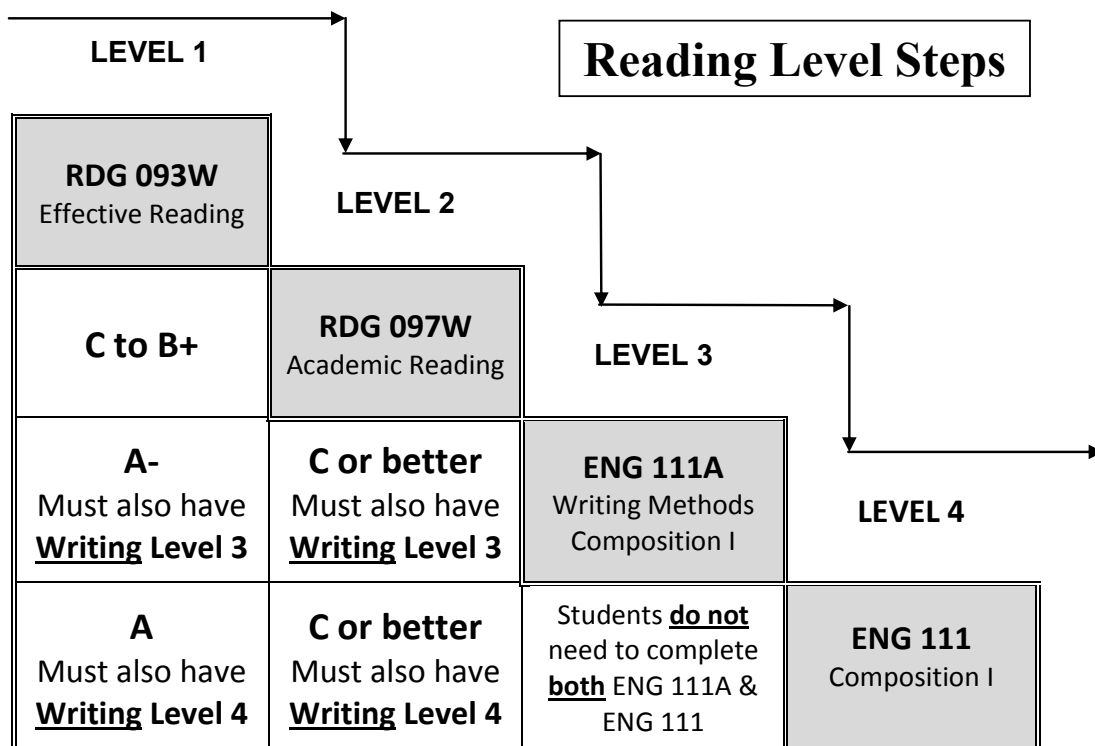 LEVEL 1
Reading Level Steps
RDG 093W
Effective Reading
LEVEL 2
C to B+
RDG 097W
Academic Reading
LEVEL 3
A-
Must also have
Writing Level 3
C or better
Must also have
Writing Level 3
ENG 111A
Writing Methods
Composition I
LEVEL 4
A
Must also have
Writing Level 4
C or better
Must also have
Writing Level 4
Students do not
need to complete
both ENG 111A &
ENG 111
ENG 111
Composition I